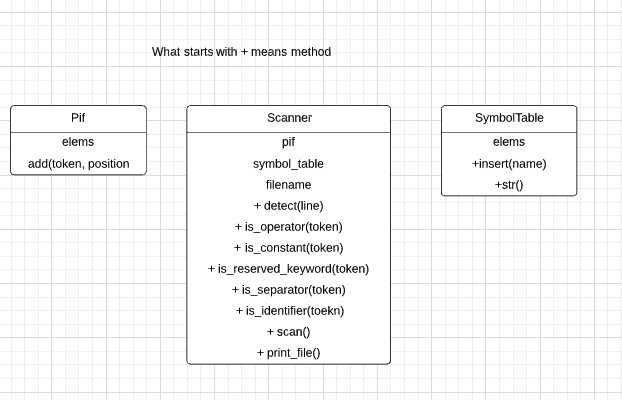 What starts with + means method
Pif
elems
add(token, position
Scanner
pif
symbol_table
filename
+ detect(line)
+ is_operator(token)
+ is_constant(token)
+ is_reserved_keyword(token)
+ is_separator(token)
+ is_identifier(toekn)
+ scan()
+ print_file()
SymbolTable
elems
+insert(name)
+str()